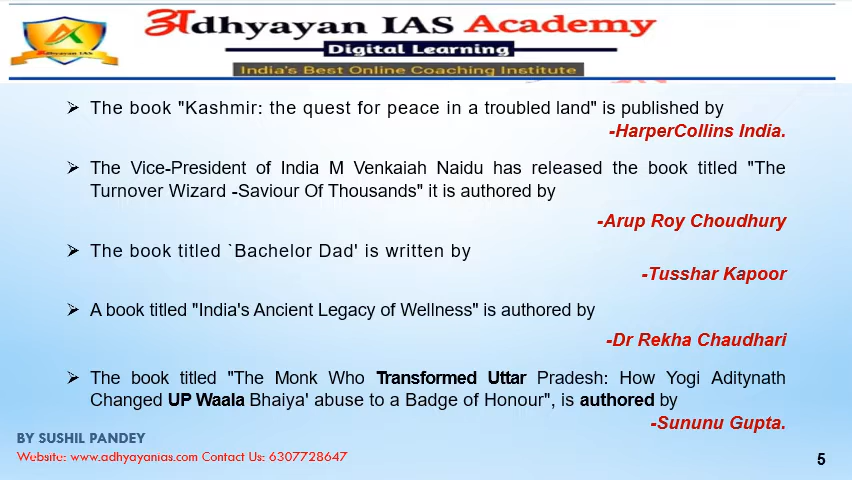 अdhyayan IAS Academy
Adhyayan IAS
Digital Learning
India's Best Online Coaching Institute
➢ The book "Kashmir: the quest for peace in a troubled land" is published by
-HarperCollins India.
➢ The Vice-President of India M Venkaiah Naidu has released the book titled "The
Turnover Wizard -Saviour Of Thousands" it is authored by
-Arup Roy Choudhury
➢ The book titled `Bachelor Dad' is written by
-Tusshar Kapoor
➢ A book titled "India's Ancient Legacy of Wellness" is authored by
-Dr Rekha Chaudhari
➢ The book titled "The Monk Who Transformed Uttar Pradesh: How Yogi Aditynath
Changed UP Waala Bhaiya' abuse to a Badge of Honour", is authored by
-Sununu Gupta.
BY SUSHIL PANDEY
Website: www.adhyayanias.com Contact Us: 6307728647
5